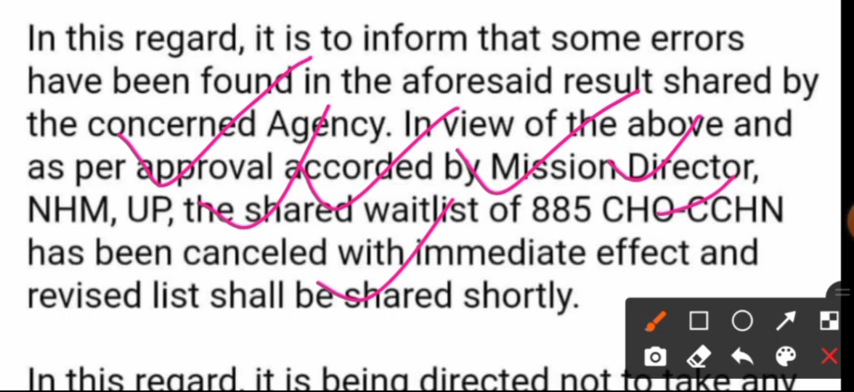 In this regard, it is to inform that some errors
have been found in the aforesaid result shared by
the concerned Agency. In view of the above and
as per approval accorded by Mission Director,
NHM, UP, the shared waitlist of 885 CHO-CCHN
has been canceled with immediate effect and
revised list shall be shared shortly.
In this regard, it is being directed not to take any